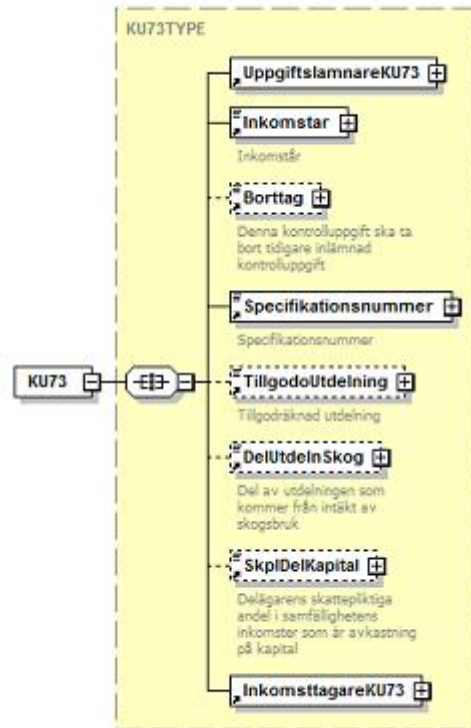 KU73TYPE
UppgiftslamnareKU73
Inkomstar
Inkomstår
Borttag
Denna kontrolluppgift ska ta
bort tidigare inlämnad
kontrolluppgift
Specifikationsnummer
Specifikationsnummer
KU73
TillgodoUtdelning
Tillgodräknad utdelning
DelUtdelnSkog
Del av utdelningen som
kommer från intäkt av
skogsbruk
SkplDelKapital
Delägarens skattepliktiga
andel i samfällighetens
inkomster som är avkastning
på kapital
InkomsttagareKU73